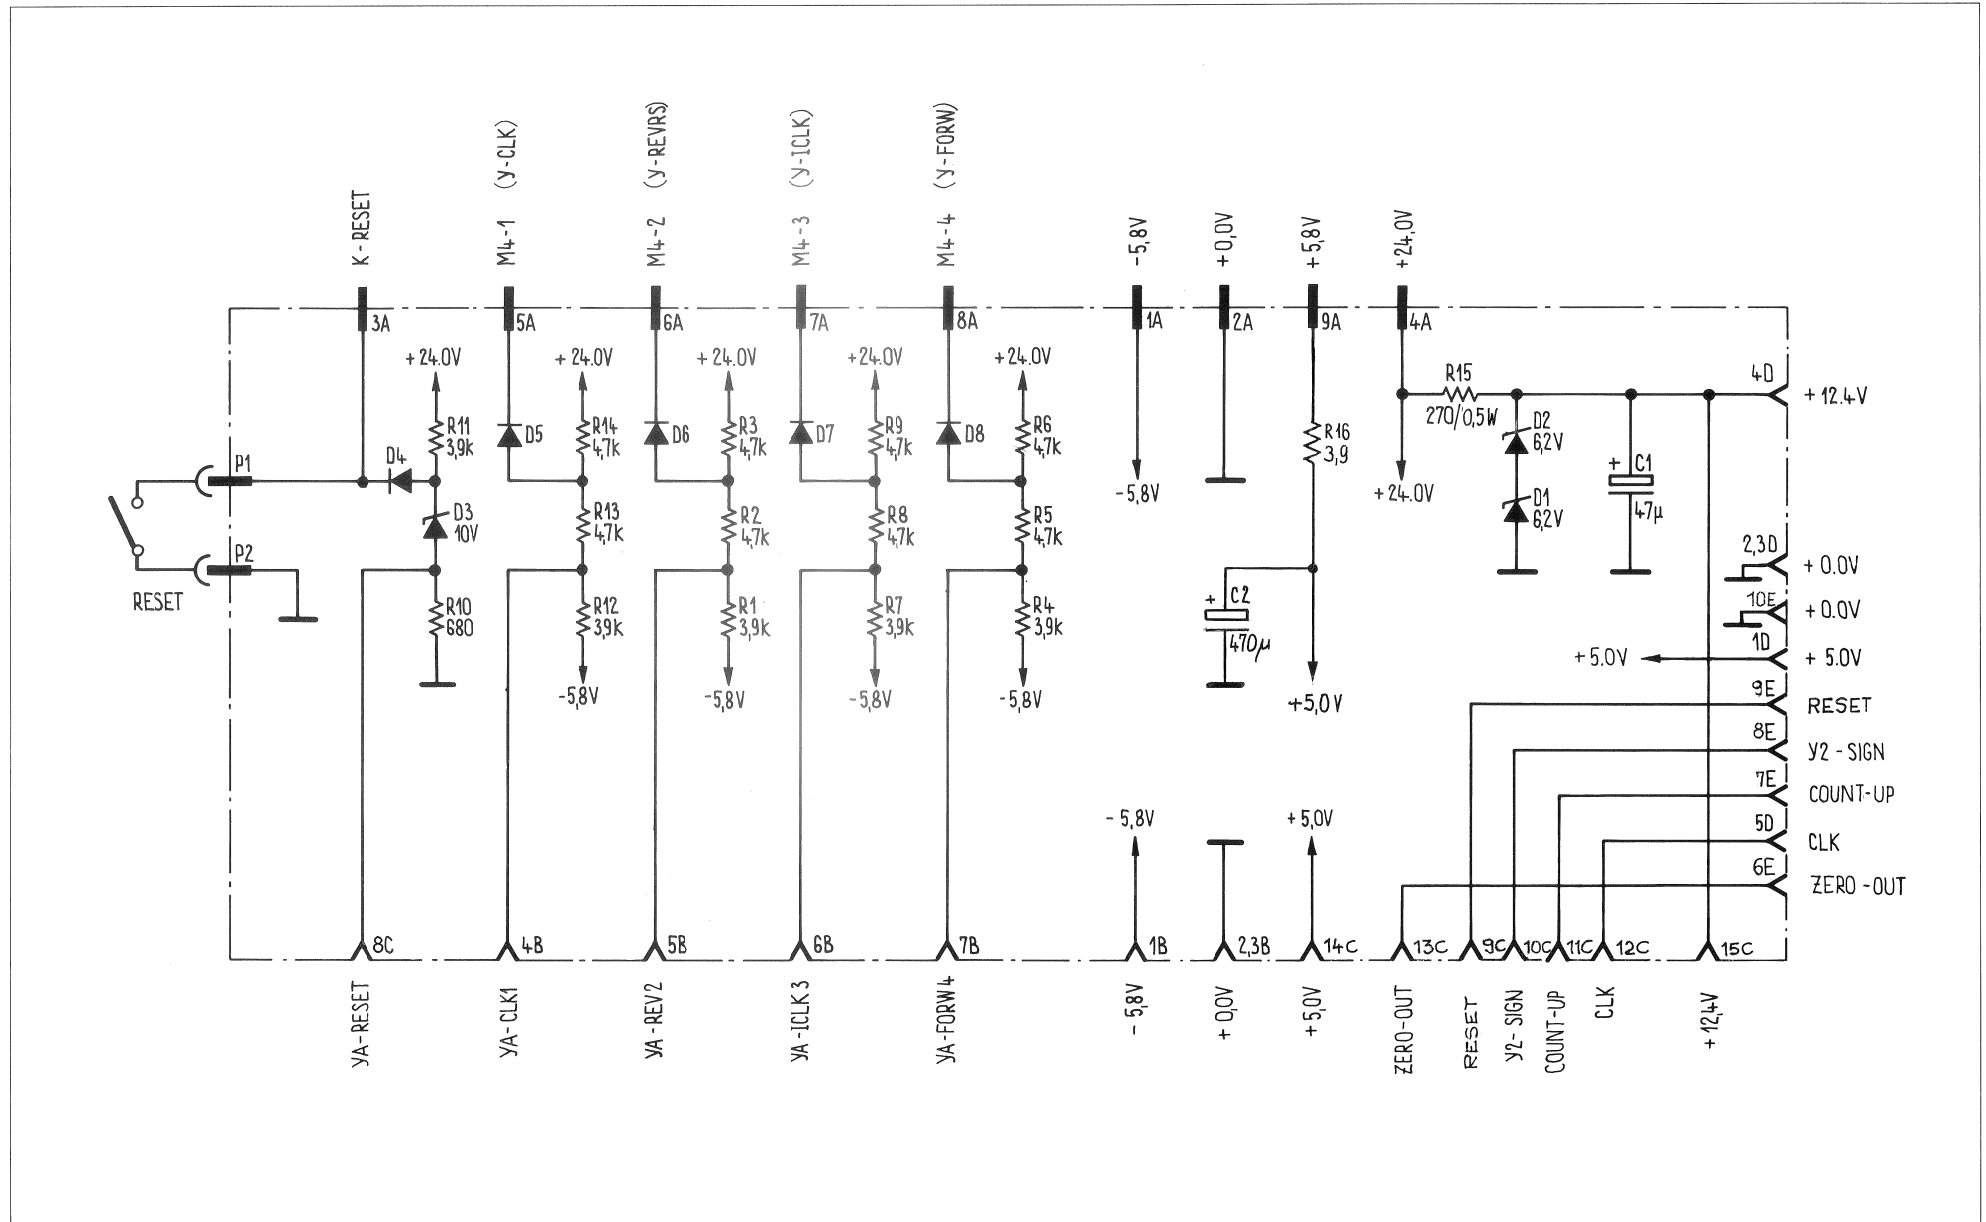 K-RESET
M4-1 (Y-CLK)
M4-2 (Y-REVRS)
M4-3 (Y-ICLK)
M4-4 (Y-FORW)
-5,8V
+0,0V
+5,8V
+24,0V
3A
5A
6A
7A
8A
1A
2A
9A
4A
+24.0V
+24.0V
+24.0V
+24.0V
+24.0V
R15
270/0,5W
4D
+12.4V
R11
3,9k
D5
R14
4,7k
D6
R3
4,7k
D7
R9
4,7k
D8
R6
4,7k
R16
3,9
D2
6,2V
P1
D4
-5,8V
+24.0V
+ C1
47µ
D3
10V
R13
4,7k
R2
4,7k
R8
4,7k
R5
4,7k
D1
6,2V
P2
RESET
2,3D
+0.0V
R10
680
R12
3,9k
R1
3,9k
R7
3,9k
R4
3,9k
+ C2
470µ
10E
+0.0V
1D
+5.0V
+5.0V
-5,8V
-5,8V
-5,8V
-5,8V
+5,0V
9E
RESET
8E
Y2-SIGN
7E
COUNT-UP
-5,8V
+5,0V
5D
CLK
6E
ZERO-OUT
8C
4B
5B
6B
7B
1B
2,3B
14C
13C
9C
10C
11C
12C
15C
YA-RESET
YA-CLK1
YA-REV2
YA-ICLK3
YA-FORW4
-5,8V
+0,0V
+5,0V
ZERO-OUT
RESET
Y2-SIGN
COUNT-UP
CLK
+12,4V